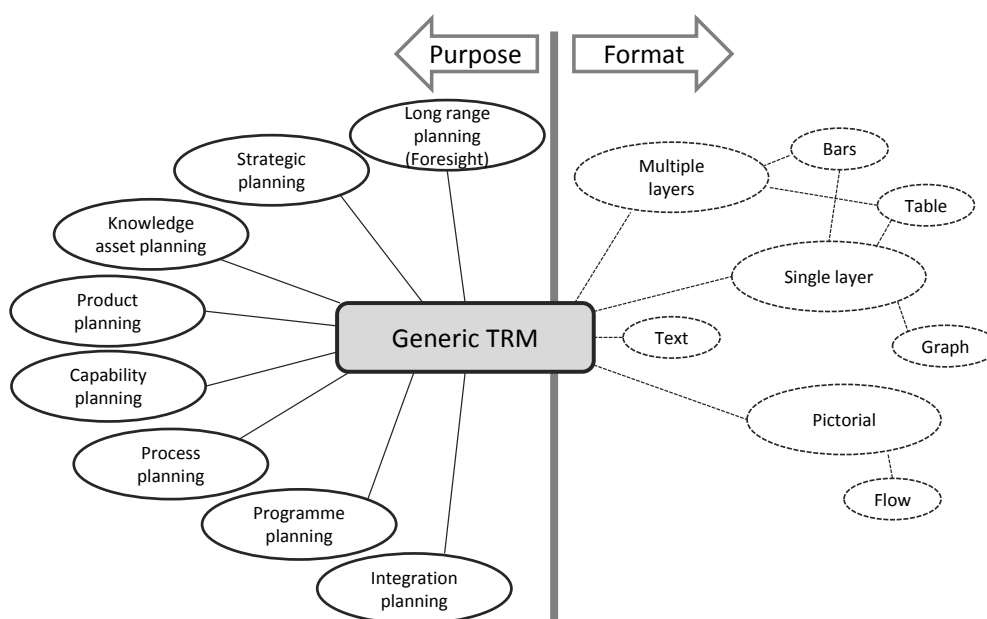 Purpose
Format
Long range
planning
(Foresight)
Strategic
planning
Knowledge
asset planning
Product
planning
Capability
planning
Process
planning
Programme
planning
Integration
planning
Generic TRM
Multiple
layers
Bars
Table
Single layer
Text
Graph
Pictorial
Flow